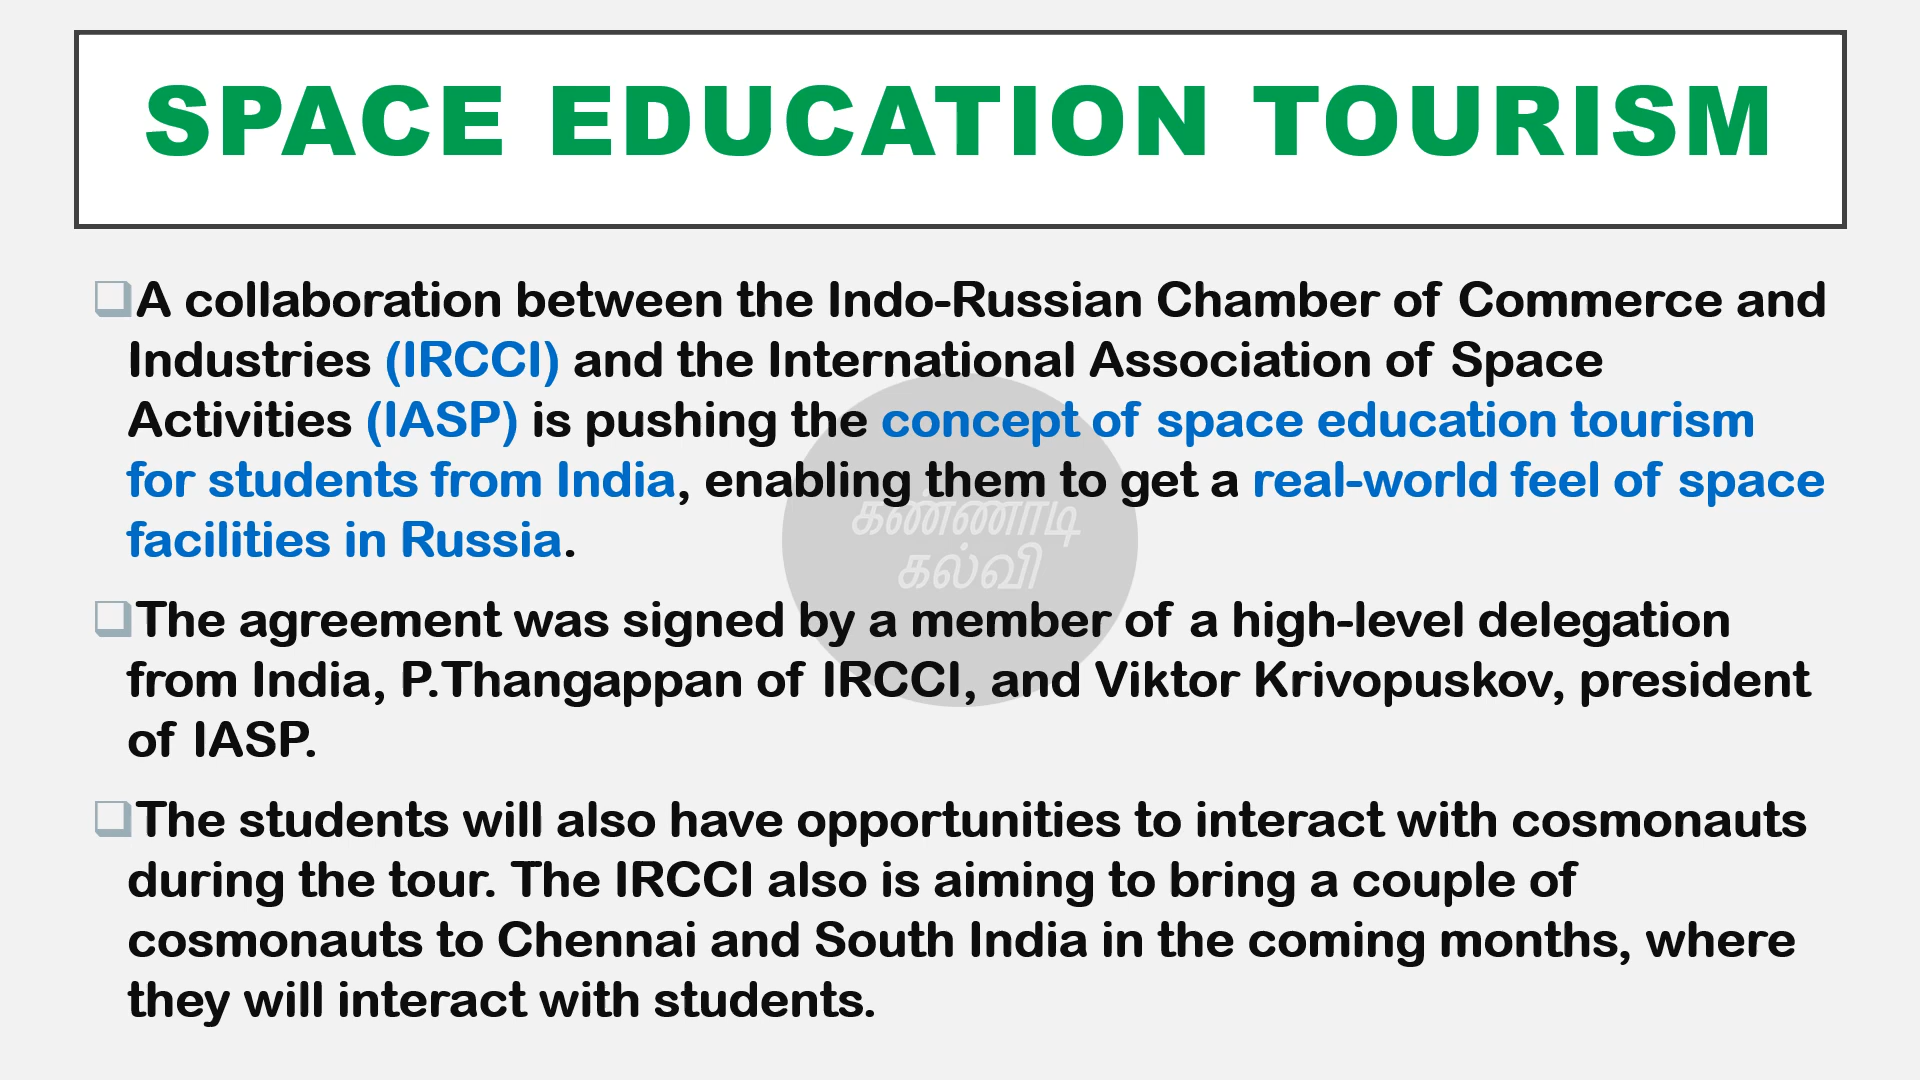 SPACE EDUCATION TOURISM
❑A collaboration between the Indo-Russian Chamber of Commerce and
Industries (IRCCI) and the International Association of Space
Activities (IASP) is pushing the concept of space education tourism
for students from India, enabling them to get a real-world feel of space
facilities in Russia.
கண்ணாடி
கல்வி
❑The agreement was signed by a member of a high-level delegation
from India, P.Thangappan of IRCCI, and Viktor Krivopuskov, president
of IASP.
❑The students will also have opportunities to interact with cosmonauts
during the tour. The IRCCI also is aiming to bring a couple of
cosmonauts to Chennai and South India in the coming months, where
they will interact with students.